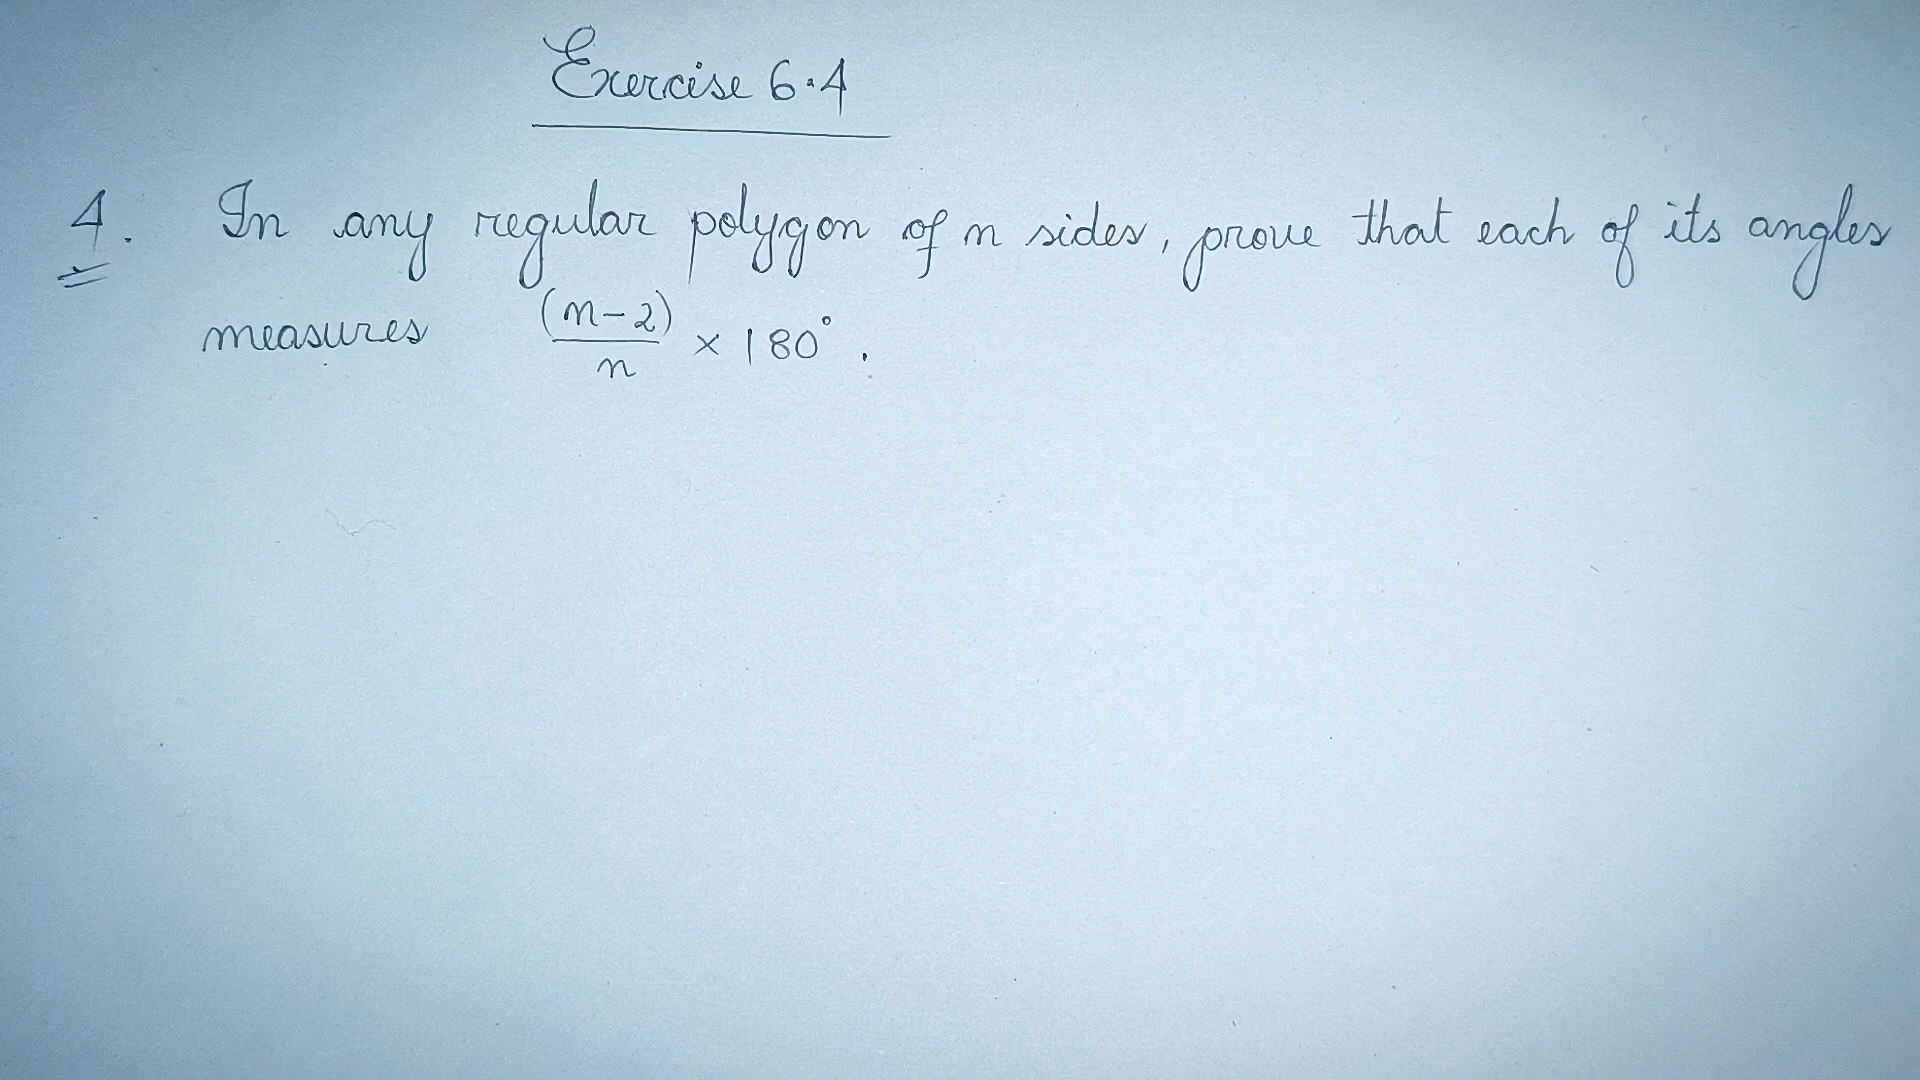 Exercise 6.4
4. In any regular polygon of n sides, prove that each of its angles
measures (n-2)/n × 180°.